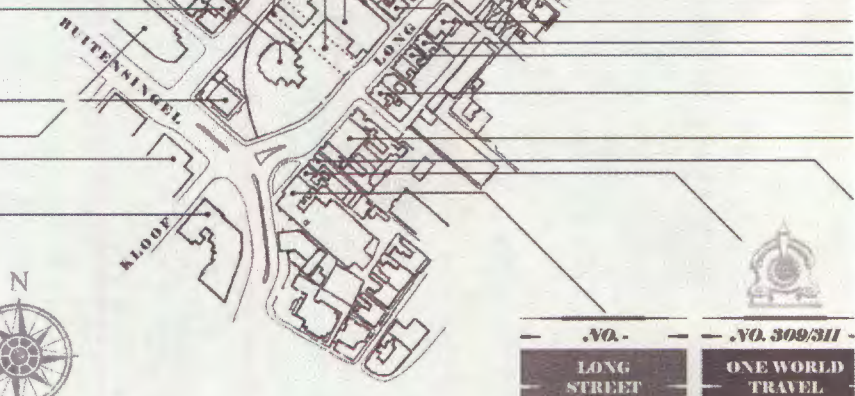 LONG
BUITENSINGEL
KLOOF
N
NO. -
NO. 309/311
LONG
STREET
ONE WORLD
TRAVEL